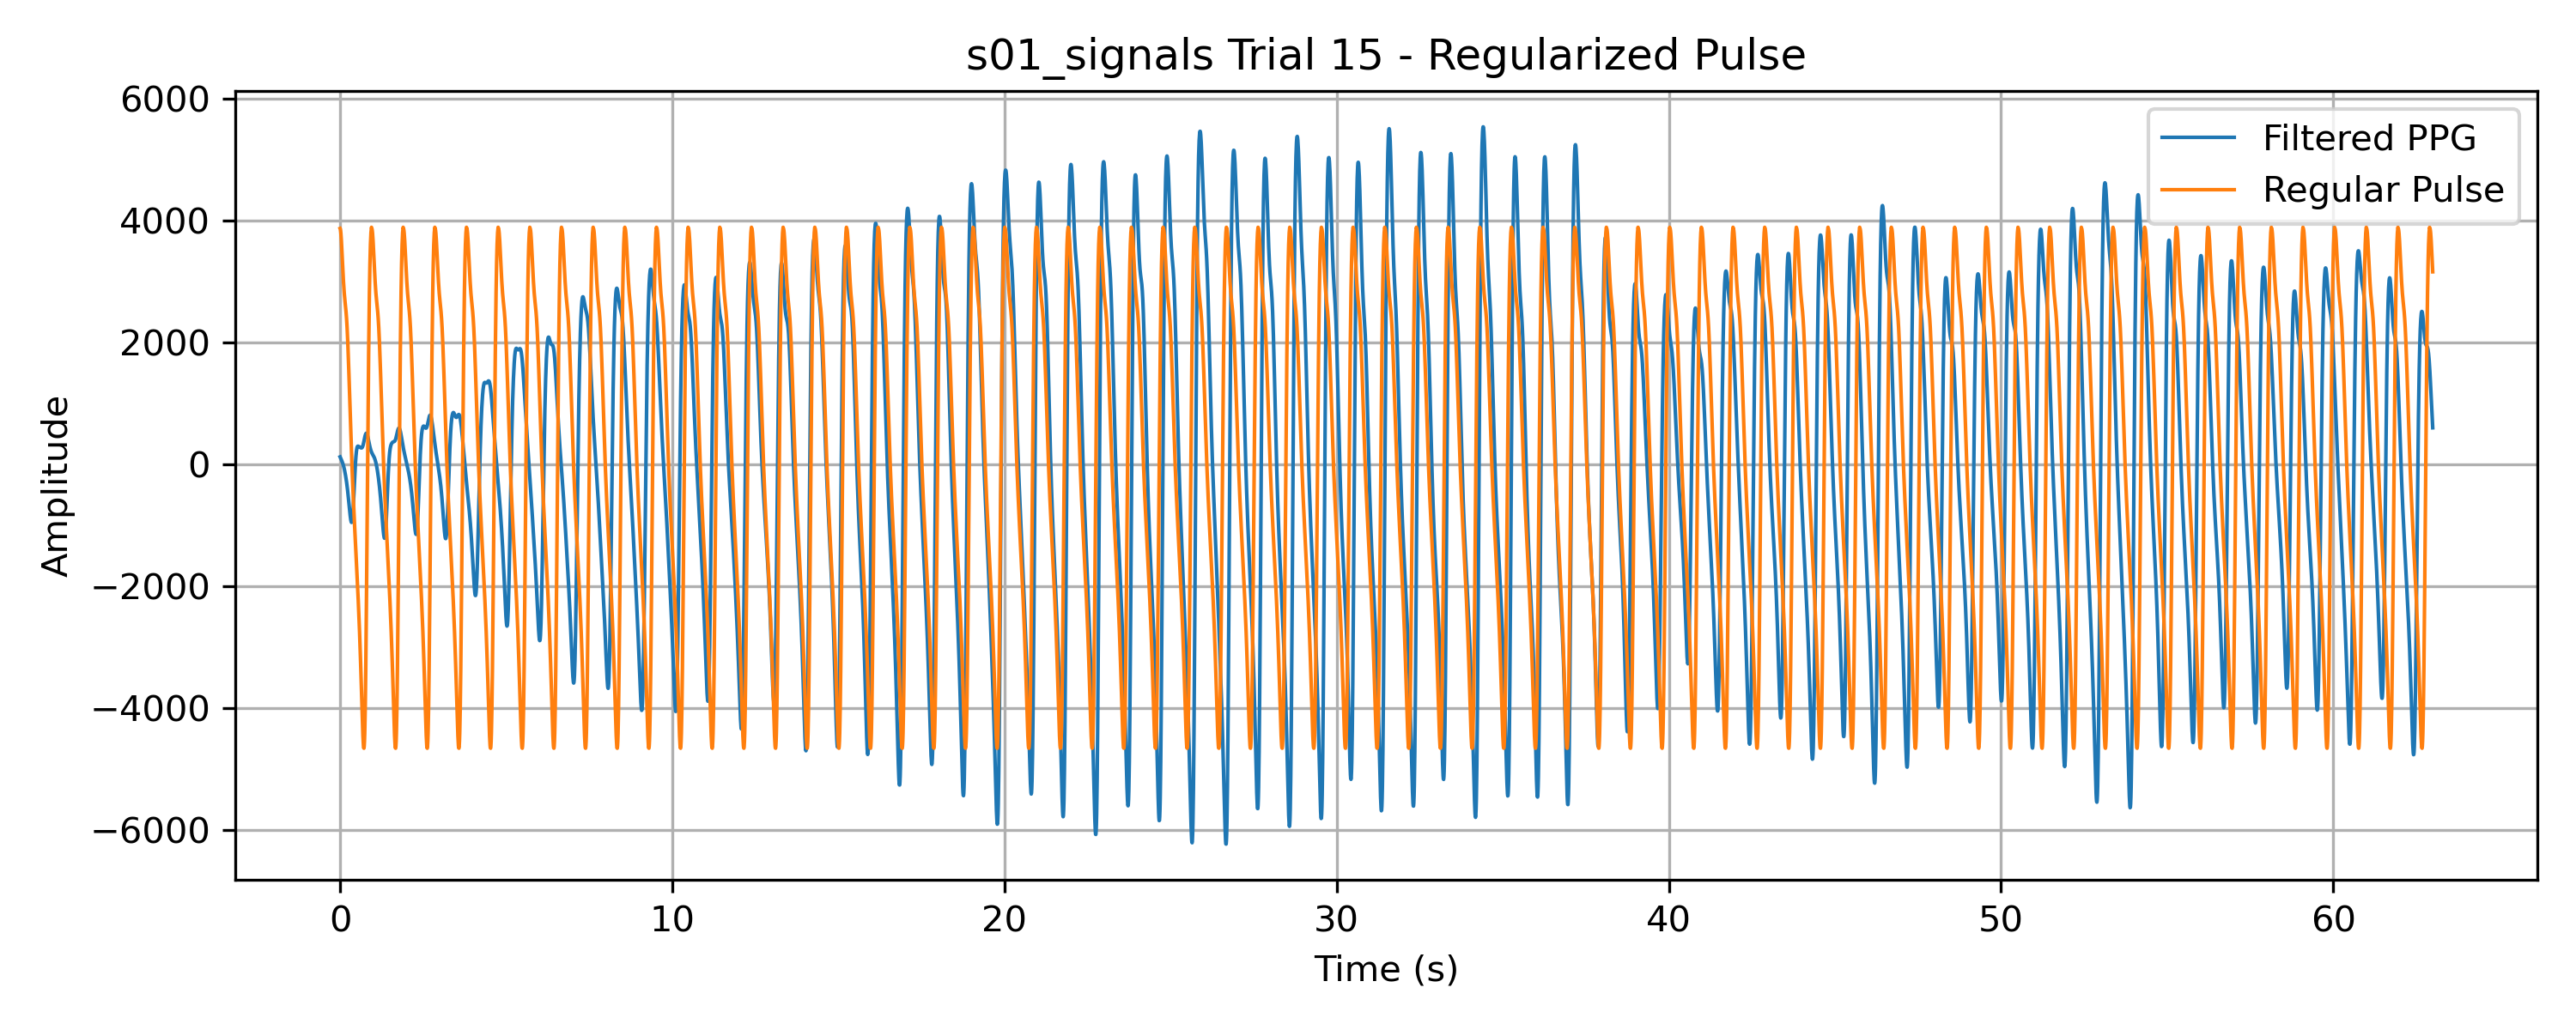 s01_signals Trial 15 - Regularized Pulse
Filtered PPG
Regular Pulse
Amplitude
6000
4000
2000
0
−2000
−4000
−6000
0 10 20 30 40 50 60
Time (s)